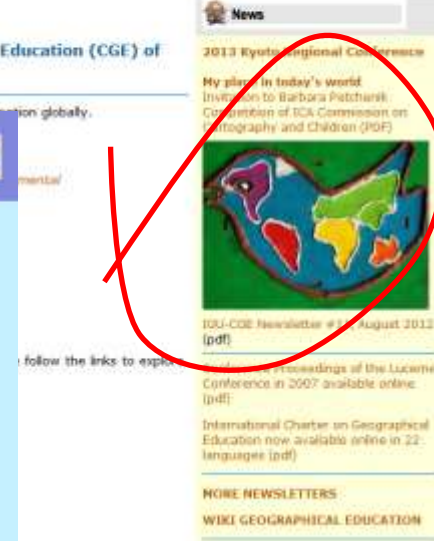 News
Education (CGE) of
2013 Kyoto Regional Conference
My place in today's world
Invitation to Barbara Petchenik
Competition of ICA Commission on
Cartography and Children (PDF)
ation globally.
mental
IGU-CGE Newsletter August 2012
(pdf)
follow the links to explore
Proceedings of the Lucerne
Conference in 2007 available online
(pdf)
International Charter on Geographical
Education now available online in 22
languages (pdf)
MORE NEWSLETTERS
WIKI GEOGRAPHICAL EDUCATION